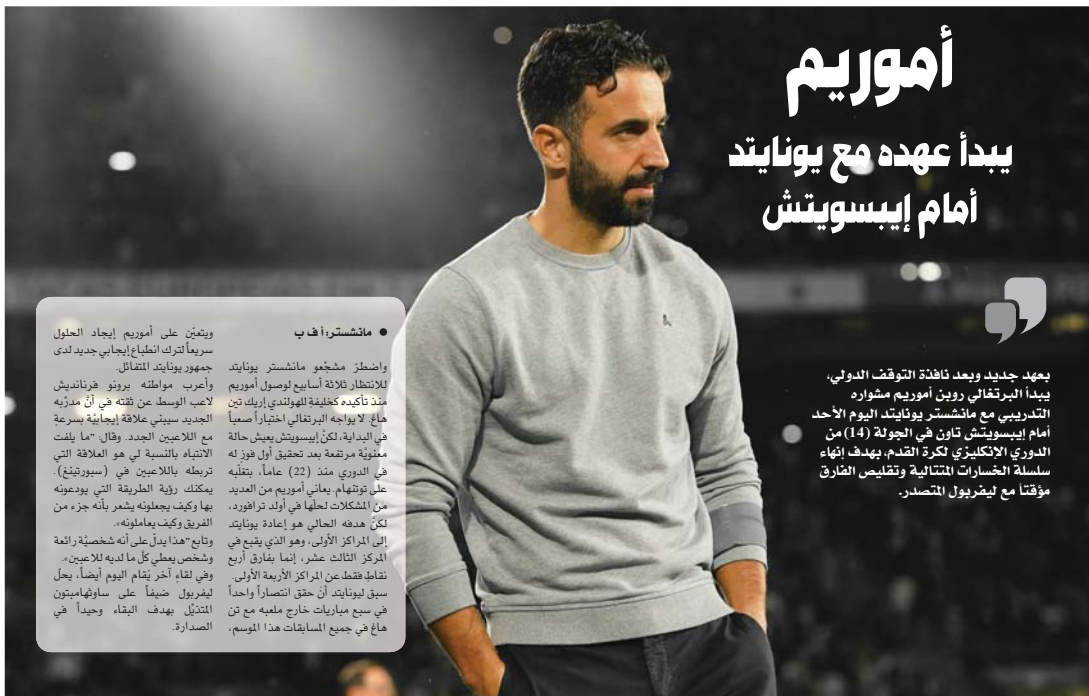 أموريم
يبدأ عهده مع يونايتد
أمام إيبسويتش
بعهد جديد وبعد نافذة التوقف الدولي،
يبدأ البرتغالي روبن أموريم مشواره
التدريبي مع مانشستر يونايتد اليوم الأحد
أمام إيبسويتش تاون في الجولة (14) من
الدوري الإنكليزي لكرة القدم، بهدف إنهاء
سلسلة الخسارات المتتالية وتقليص الفارق
مؤقتاً مع ليفربول المتصدر.
● مانشستر: أ ف ب
واضطرّ مشجّعو مانشستر يونايتد
للانتظار ثلاثة أسابيع لوصول أموريم
منذ تأكيده كخليفةٍ للهولندي إريك تين
هاغ. لا يواجه البرتغالي اختباراً صعباً
في البداية، لكنّ إيبسويتش يعيش حالة
معنويّة مرتفعة بعد تحقيق أول فوز له
في الدوري منذ (22) عاماً، بتغلّبه
على توتنهام. يعاني أموريم من العديد
من المشكلات لحلّها في أولد ترافورد،
لكنّ هدفه الحالي هو إعادة يونايتد
إلى المراكز الأولى، وهو الذي يقبع في
المركز الثالث عشر، إنما بفارق أربع
نقاطٍ فقط عن المراكز الأربعة الأولى.
سبق ليونايتد أن حقق انتصاراً واحداً
في سبع مباريات خارج ملعبه مع تن
هاغ في جميع المسابقات هذا الموسم،
ويتعيّن على أموريم إيجاد الحلول
سريعاً لترك انطباع إيجابي جديد لدى
جمهور يونايتد المتفائل.
وأعرب مواطنه برونو فرنانديش
لاعب الوسط عن ثقته في أنّ مدرّبه
الجديد سيبني علاقة إيجابيّة بسرعةٍ
مع اللاعبين الجدد. وقال: "ما يلفت
الانتباه بالنسبة لي هو العلاقة التي
تربطه باللاعبين في (سبورتينغ).
يمكنك رؤية الطريقة التي يودعونه
بها وكيف يجعلونه يشعر بأنه جزء من
الفريق وكيف يعاملونه».
وتابع "هذا يدلّ على أنه شخصيّة رائعة
وشخص يعطي كلّ ما لديه للاعبين».
وفي لقاءٍ آخر يُقام اليوم أيضاً، يحلّ
ليفربول ضيفاً على ساوثهامبتون
المتذيّل بهدف البقاء وحيداً في
الصدارة.